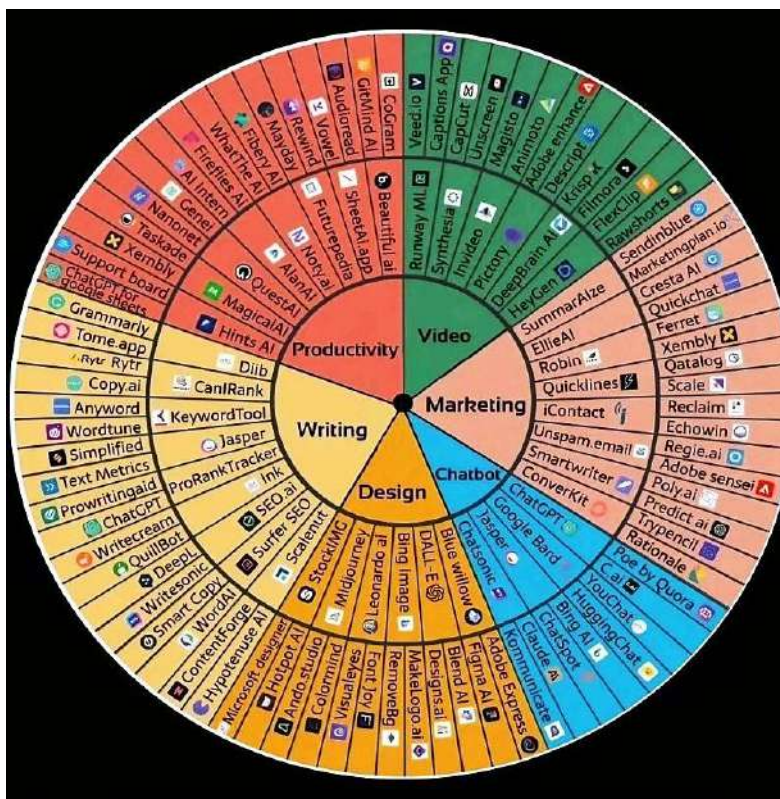 Productivity
Hints AI
MagicalAI
QuestAI
AlanAI
Noty.ai
Futurepedia
SheetAi.app
Beautiful ai
ChatGPT for google sheets
Support board
Xembly
Taskade
Nanonet
Genei
AI Intern
Fireflies AI
WhatThe AI
Fibery AI
Mayday
Rewind
Vowel
Audioread
GitMind AI
CoGram
Video
Runway ML
Synthesia
Invideo
Pictory
DeepBrain AI
HeyGen
Veed.io
Captions App
CapCut
Unscreen
Magisto
Animoto
Adobe enhance
Descript
Krisp
Filmora
FlexClip
Rawshorts
Marketing
SummarAIze
EllieAI
Robin
Quicklines
iContact
Unspam.email
Smartwriter
ConverKit
Sendinblue
Marketingplan.io
Cresta AI
Quickchat
Ferret
Xembly
Qatalog
Scale
Reclaim
Echowin
Regie.ai
Adobe sensei
Poly.ai
Predict ai
Trypencil
Rationale
Chatbot
ChatGPT
Google Bard
Jasper
Chatsonic
Poe by Quora
C.ai
YouChat
HuggingChat
Bing AI
ChatSpot
Claude
Kommunicate
Design
Blue willow
DALL - E
Bing Image
Leonardo aI
Midjourney
StockIMG
Adobe Express
Figma AI
Blend AI
Designs.ai
MakeLogo.ai
RemoveBg
Font Joy
Visualeyes
Colormind
Ando.studio
Hotpot AI
Microsoft designer
Writing
Diib
CanIRank
KeywordTool
Jasper
ProRankTracker
Ink
SEO.ai
Surfer SEO
Scalenut
Grammarly
Tome.app
Rytr Rytr
Copy.ai
Anyword
Wordtune
Simplified
Text Metrics
Prowritingaid
ChatGPT
Writecream
QuillBot
DeepL
Writesonic
Smart Copy
WordAI
ContentForge
Hypotenuse AI